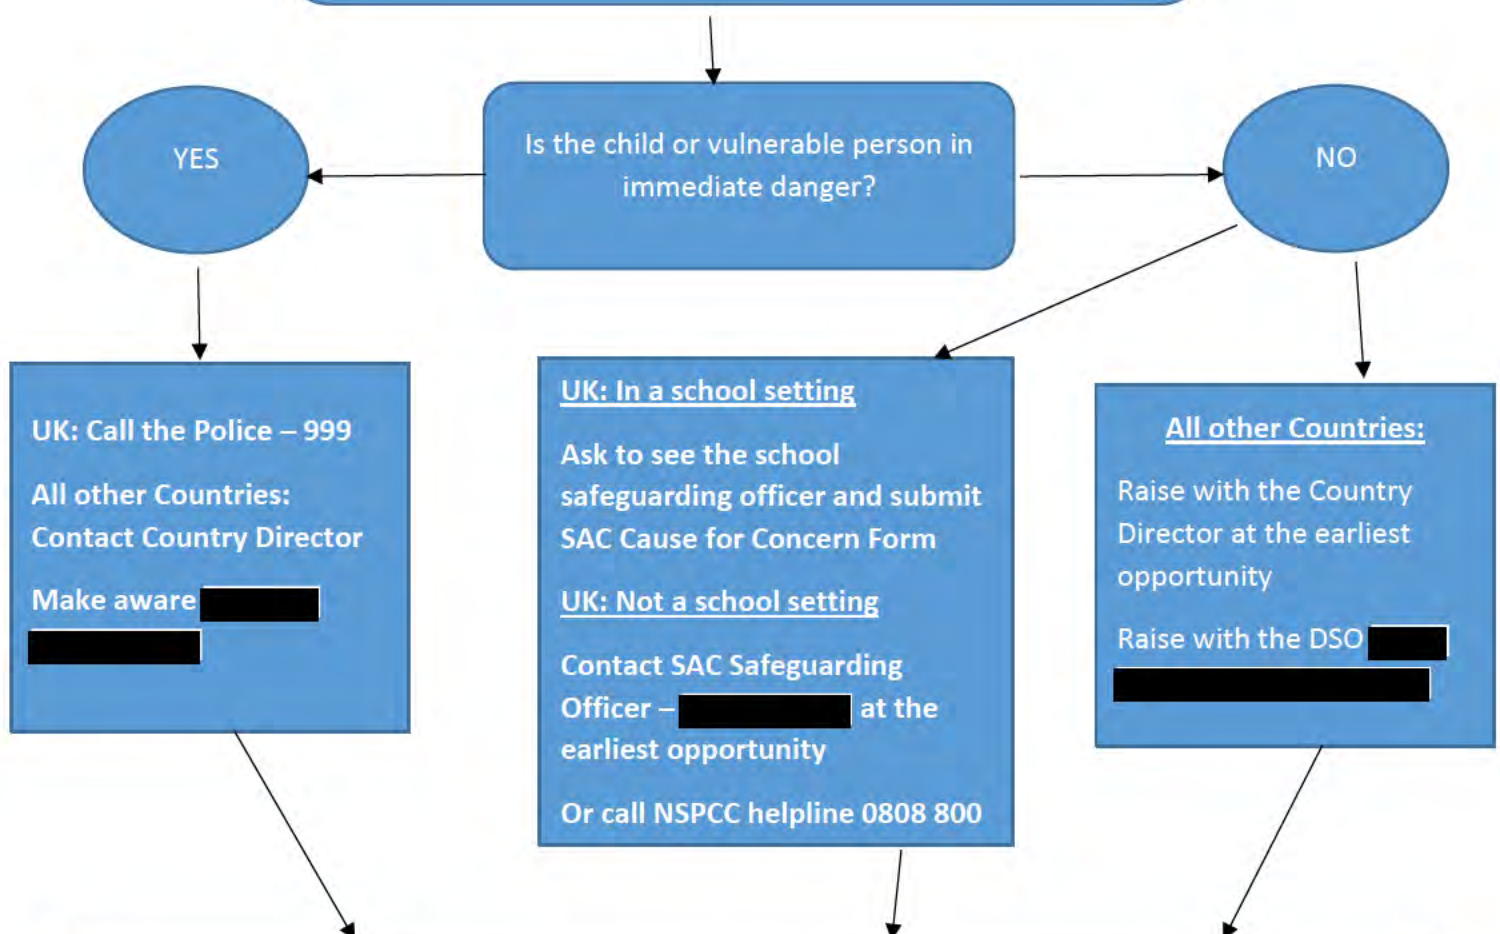 Is the child or vulnerable person in
immediate danger?
YES
NO
UK: Call the Police – 999
All other Countries:
Contact Country Director
Make aware
UK: In a school setting
Ask to see the school
safeguarding officer and submit
SAC Cause for Concern Form
UK: Not a school setting
Contact SAC Safeguarding
Officer – at the
earliest opportunity
Or call NSPCC helpline 0808 800
All other Countries:
Raise with the Country
Director at the earliest
opportunity
Raise with the DSO